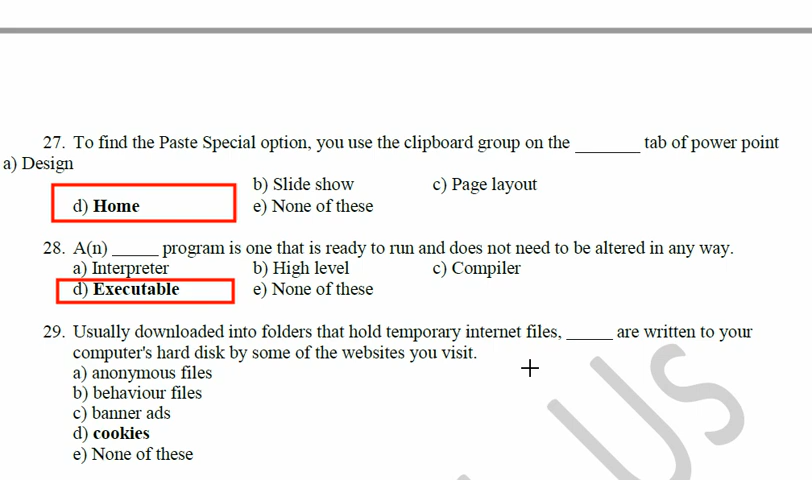 27. To find the Paste Special option, you use the clipboard group on the _______ tab of power point
a) Design
b) Slide show c) Page layout
d) Home e) None of these
28. A(n) _____ program is one that is ready to run and does not need to be altered in any way.
a) Interpreter b) High level c) Compiler
d) Executable e) None of these
29. Usually downloaded into folders that hold temporary internet files, _____ are written to your
computer's hard disk by some of the websites you visit.
a) anonymous files
b) behaviour files
c) banner ads
d) cookies
e) None of these
Us